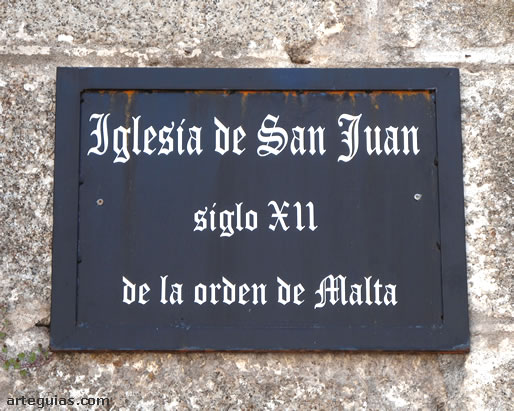 Iglesia de San Juan
siglo XII
de la orden de Malta
arteguias.com